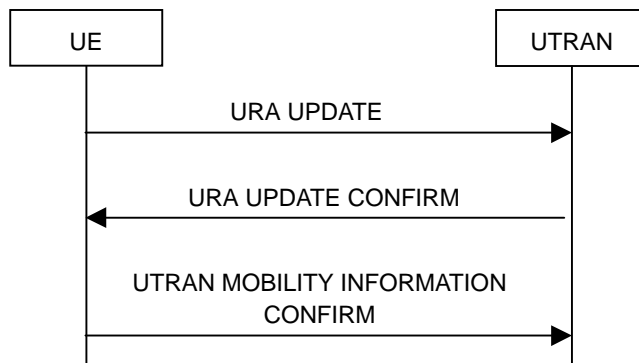 UE
UTRAN
URA UPDATE
URA UPDATE CONFIRM
UTRAN MOBILITY INFORMATION
CONFIRM